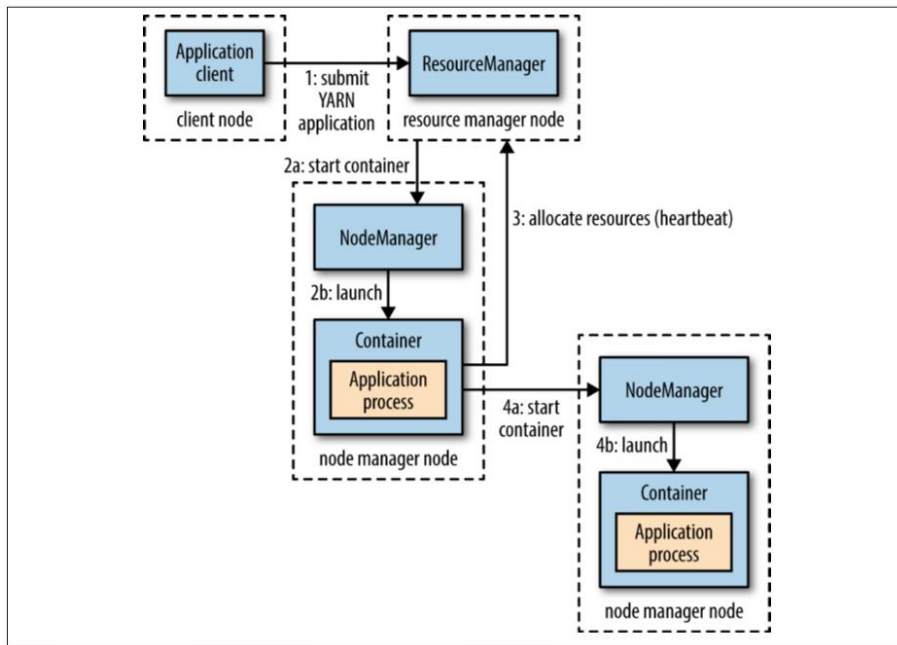 Application
client
client node
1: submit
YARN
application
ResourceManager
resource manager node
2a: start container
NodeManager
2b: launch
Container
Application
process
node manager node
3: allocate resources (heartbeat)
4a: start
container
NodeManager
4b: launch
Container
Application
process
node manager node